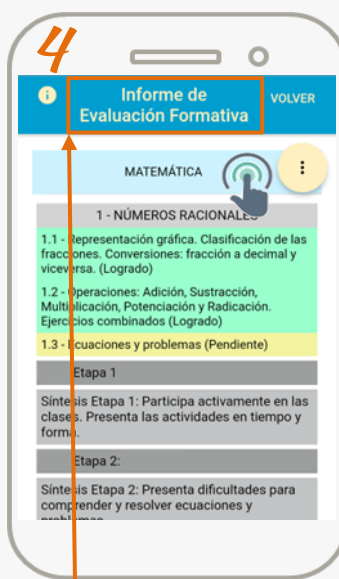 4
i
Informe de
Evaluación Formativa
VOLVER
MATEMÁTICA
1 - NÚMEROS RACIONALES
1.1 - Representación gráfica. Clasificación de las
fracciones. Conversiones: fracción a decimal y
viceversa. (Logrado)
1.2 - Operaciones: Adición, Sustracción,
Multiplicación, Potenciación y Radicación.
Ejercicios combinados (Logrado)
1.3 - Ecuaciones y problemas (Pendiente)
Etapa 1
Síntesis Etapa 1: Participa activamente en las
clases. Presenta las actividades en tiempo y
forma.
Etapa 2:
Síntesis Etapa 2: Presenta dificultades para
comprender y resolver ecuaciones y